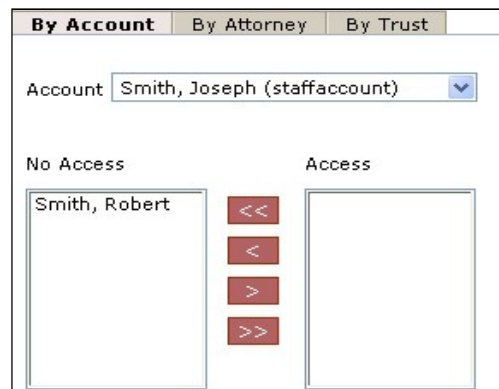 By Account By Attorney By Trust
Account Smith, Joseph (staffaccount)
No Access Access
Smith, Robert
<<
<
>
>>